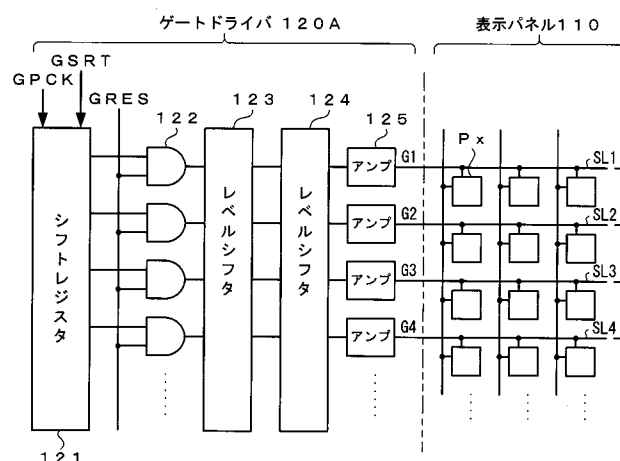 ゲートドライバ 120A
表示パネル110
GSRT
GPCK
GRES
122
123
124
125
Px
シフトレジスタ
レベルシフタ
レベルシフタ
アンプ
G1
SL1
アンプ
G2
SL2
アンプ
G3
SL3
アンプ
G4
SL4
121